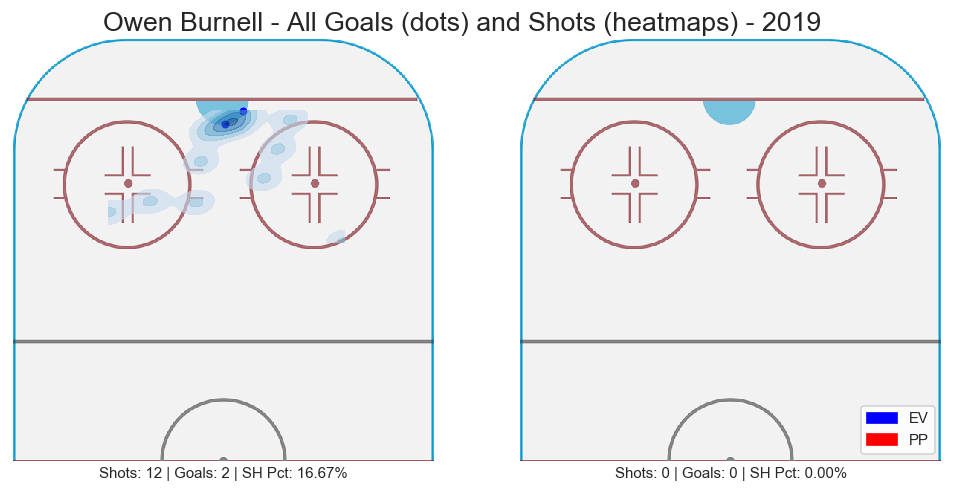 Owen Burnell - All Goals (dots) and Shots (heatmaps) - 2019
EV
PP
Shots: 12 | Goals: 2 | SH Pct: 16.67%
Shots: 0 | Goals: 0 | SH Pct: 0.00%